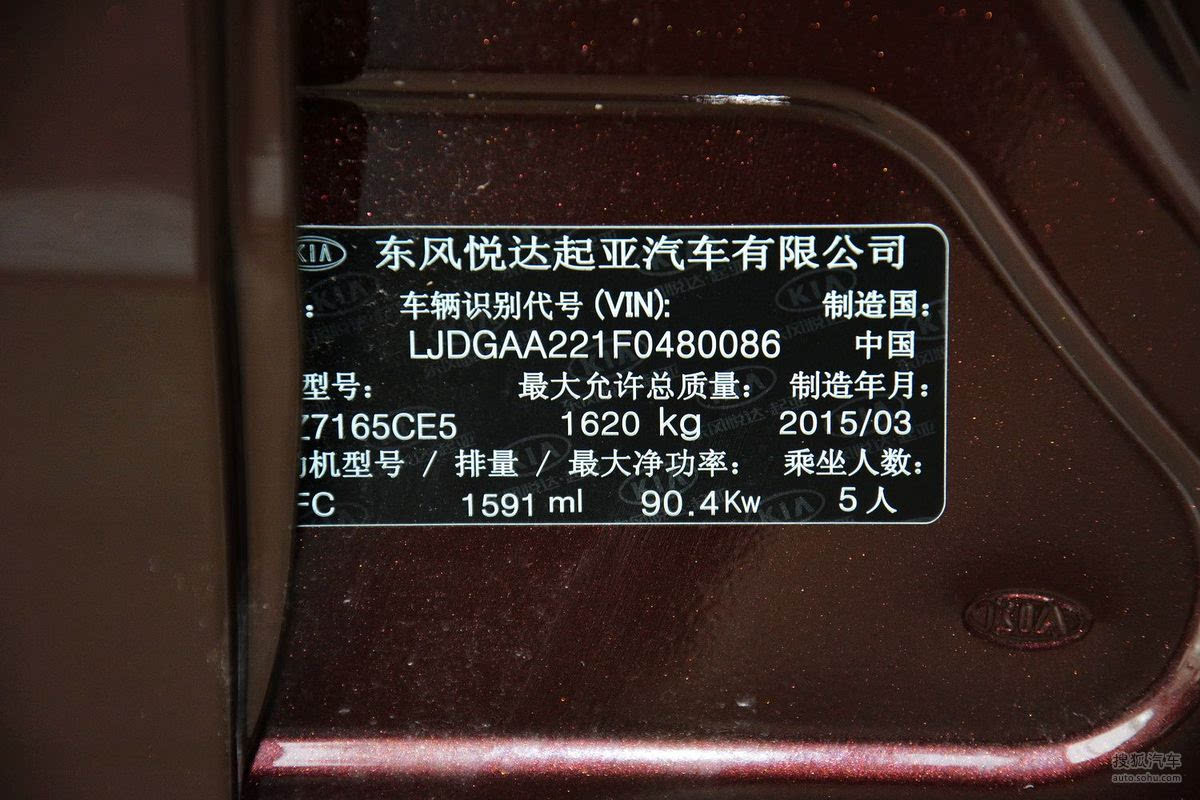 KIA 东风悦达起亚汽车有限公司
: 车辆识别代号 (VIN): 制造国:
LJDGAA221F0480086 中国
型号: 最大允许总质量: 制造年月:
Z7165CE5 1620 kg 2015/03
机型号 / 排量 / 最大净功率: 乘坐人数:
FC 1591 ml 90.4Kw 5 人
KIA
搜狐汽车
auto.sohu.com